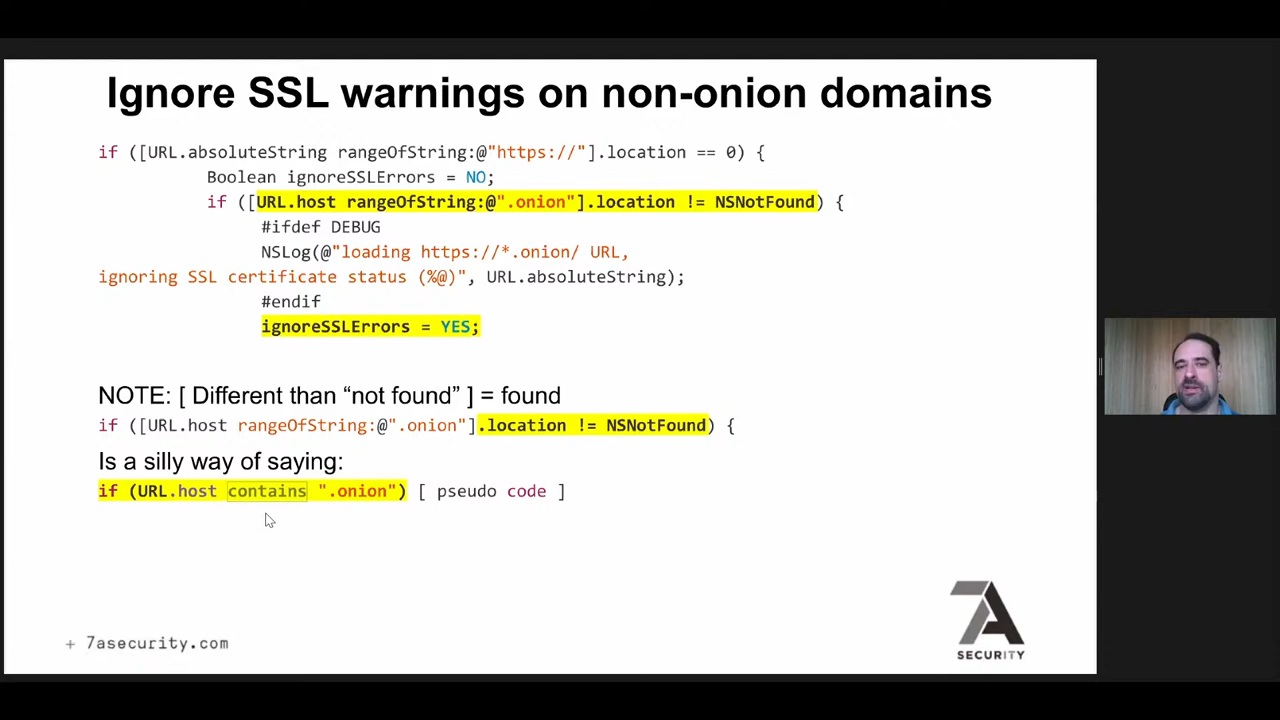 Ignore SSL warnings on non-onion domains
if ([URL.absoluteString rangeOfString:@"https://"].location == 0) {
Boolean ignoreSSLErrors = NO;
if ([URL.host rangeOfString:@".onion"].location != NSNotFound) {
#ifdef DEBUG
NSLog(@"loading https://*.onion/ URL,
ignoring SSL certificate status (%@)", URL.absoluteString);
#endif
ignoreSSLErrors = YES;
NOTE: [ Different than “not found” ] = found
if ([URL.host rangeOfString:@".onion"].location != NSNotFound) {
Is a silly way of saying:
if (URL.host contains ".onion") [ pseudo code ]
+ 7asecurity.com
7A
SECURITY